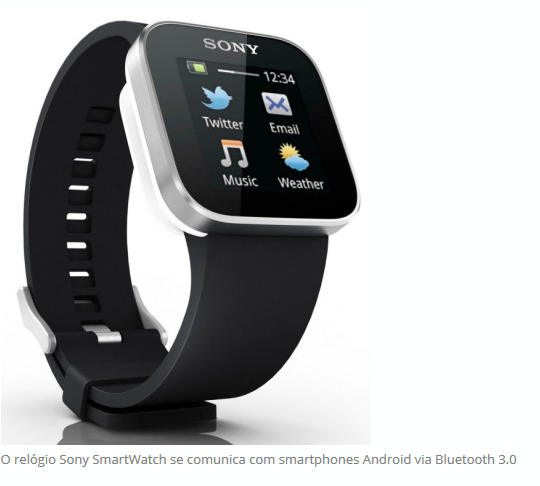 SONY
12:34
Twitter
Email
Music
Weather
O relógio Sony SmartWatch se comunica com smartphones Android via Bluetooth 3.0